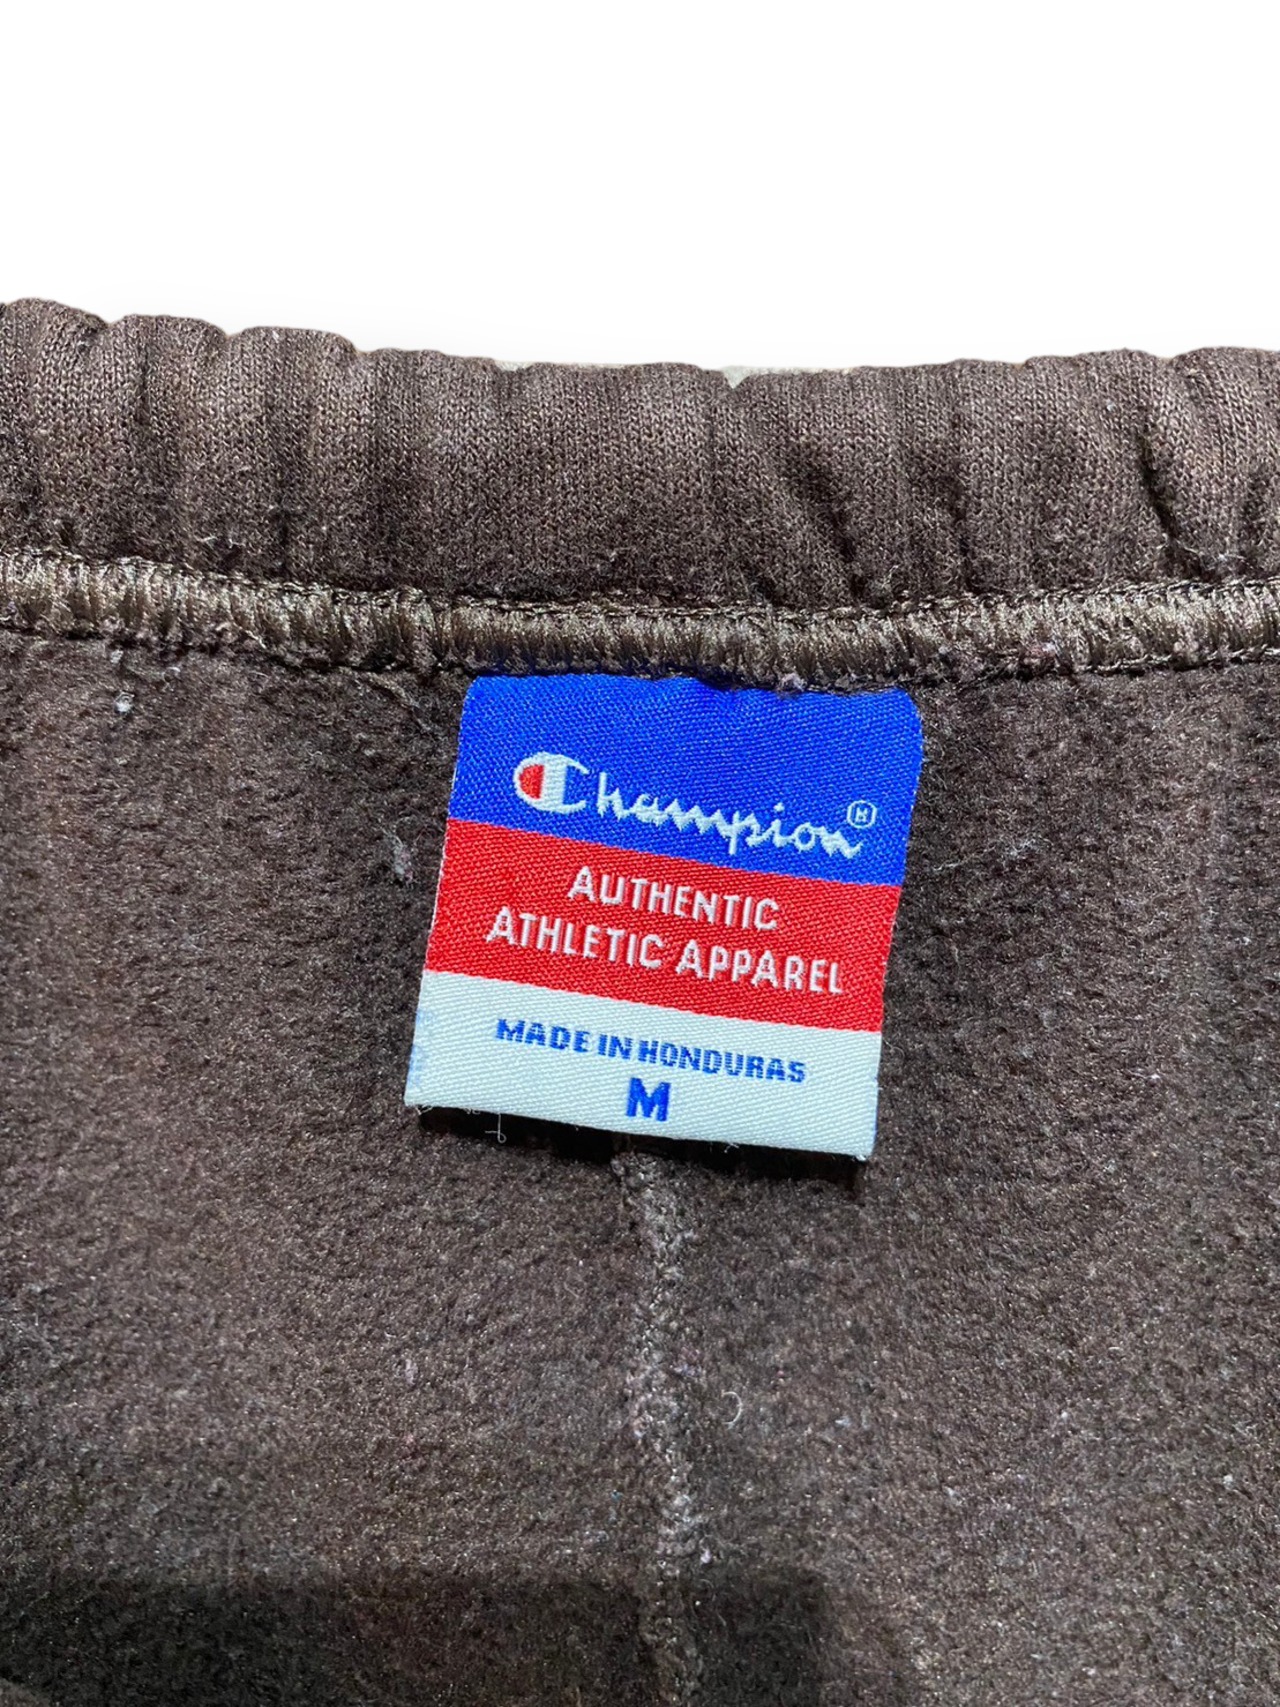 Champion®
AUTHENTIC
ATHLETIC APPAREL
MADE IN HONDURAS
M